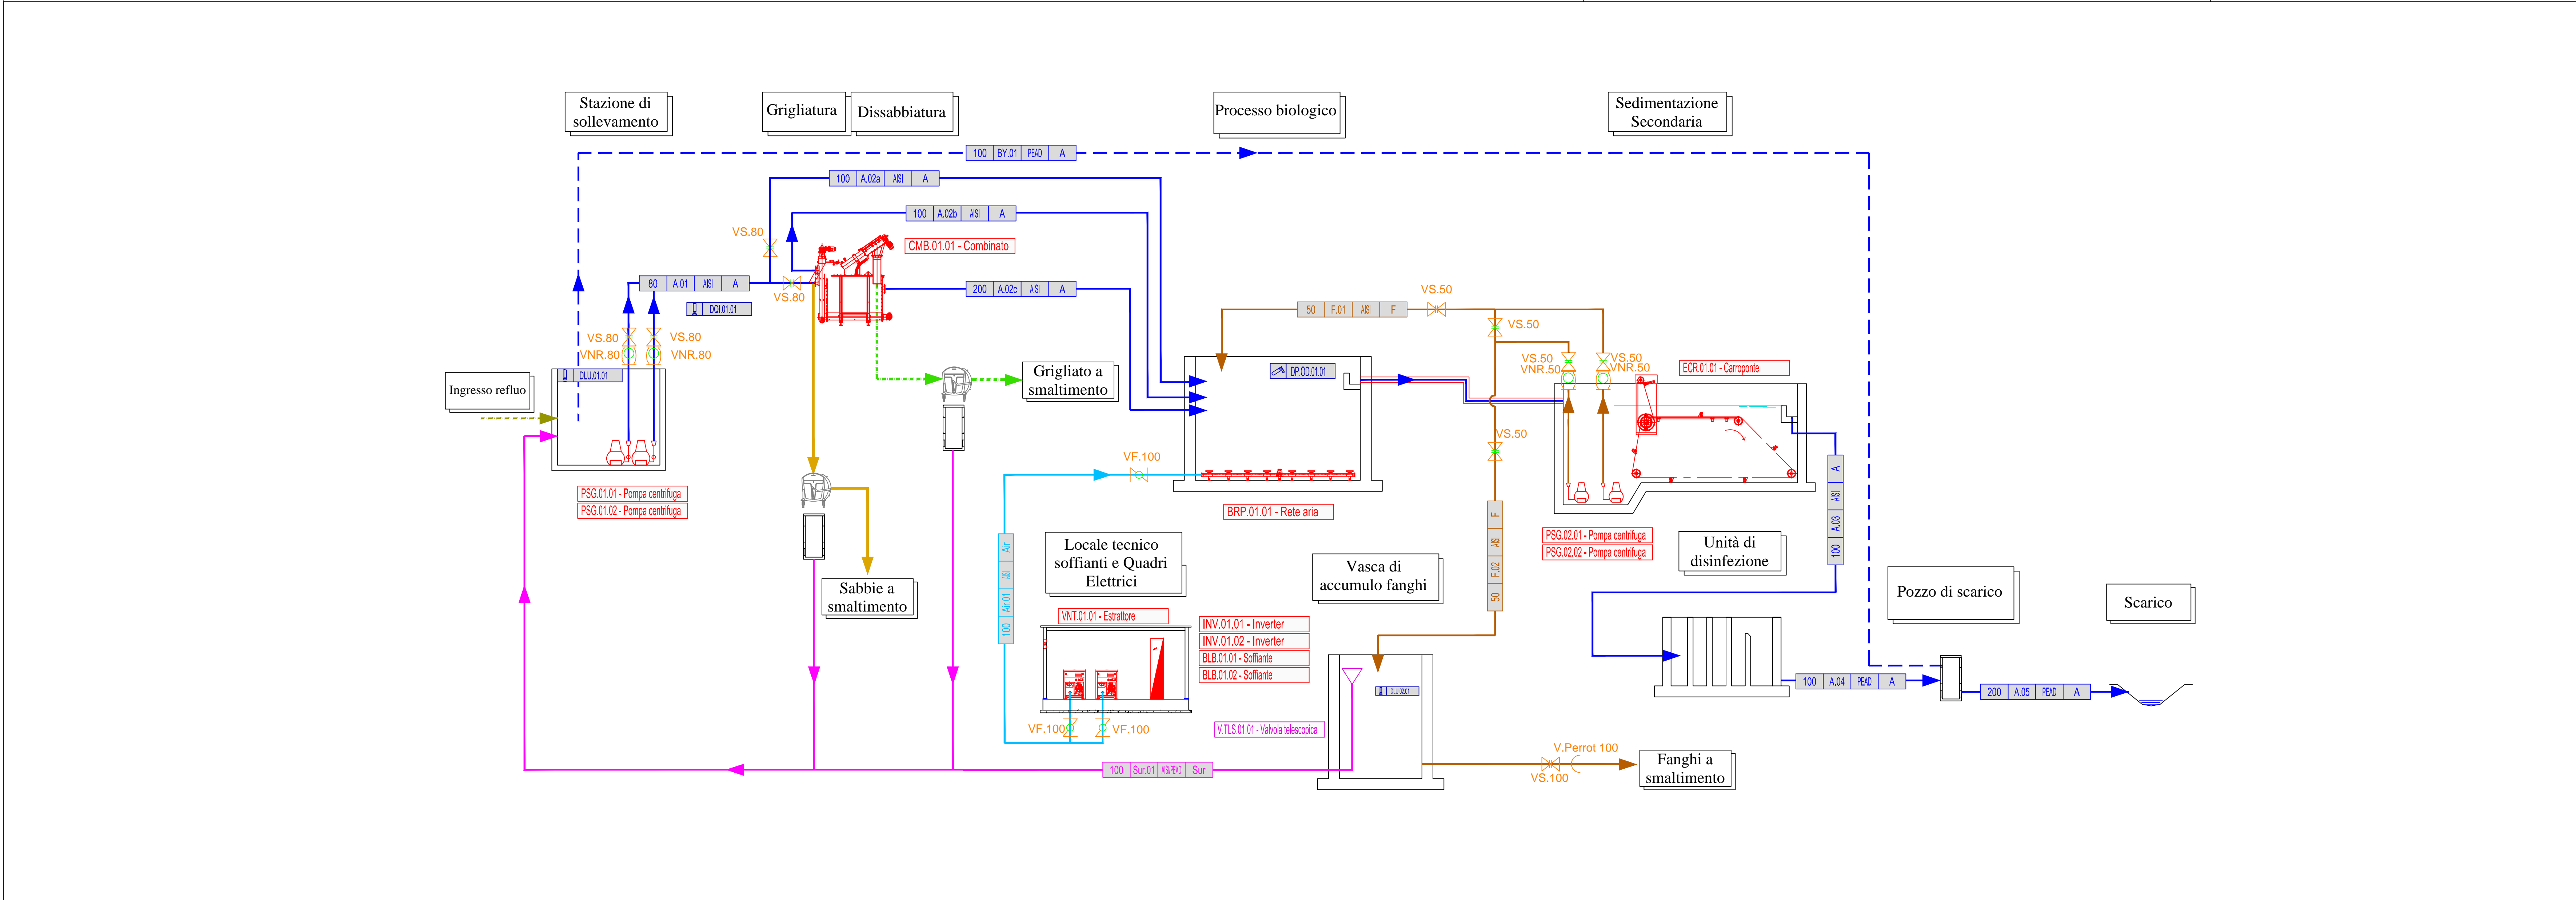 Stazione di
sollevamento
Grigliatura
Dissabbiatura
Processo biologico
Sedimentazione
Secondaria
100 BY.01 PEAD A
100 A.02a AISI A
100 A.02b AISI A
VS.80
CMB.01.01 - Combinato
80 A.01 AISI A
VS.80
200 A.02c AISI A
DQI.01.01
VS.50
50 F.01 AISI F
VS.50
VS.80
VS.80
VNR.80
VNR.80
VS.50
VNR.50
VS.50
VNR.50
ECR.01.01 - Carroponte
Ingresso refluo
DLU.01.01
Grigliato a
smaltimento
DP.OD.01.01
VS.50
VF.100
PSG.01.01 - Pompa centrifuga
PSG.01.02 - Pompa centrifuga
BRP.01.01 - Rete aria
100 A.03 AISI A
50 F.02 AISI F
PSG.02.01 - Pompa centrifuga
PSG.02.02 - Pompa centrifuga
Unità di
disinfezione
100 Air.01 AISI Air
Locale tecnico
soffianti e Quadri
Elettrici
Vasca di
accumulo fanghi
Sabbie a
smaltimento
Pozzo di scarico
Scarico
VNT.01.01 - Estrattore
INV.01.01 - Inverter
INV.01.02 - Inverter
BLB.01.01 - Soffiante
BLB.01.02 - Soffiante
DLU.02.01
100 A.04 PEAD A
200 A.05 PEAD A
VF.100
VF.100
V.TLS.01.01 - Valvola telescopica
100 Sur.01 AISI/PEAD Sur
V.Perrot 100
VS.100
Fanghi a
smaltimento